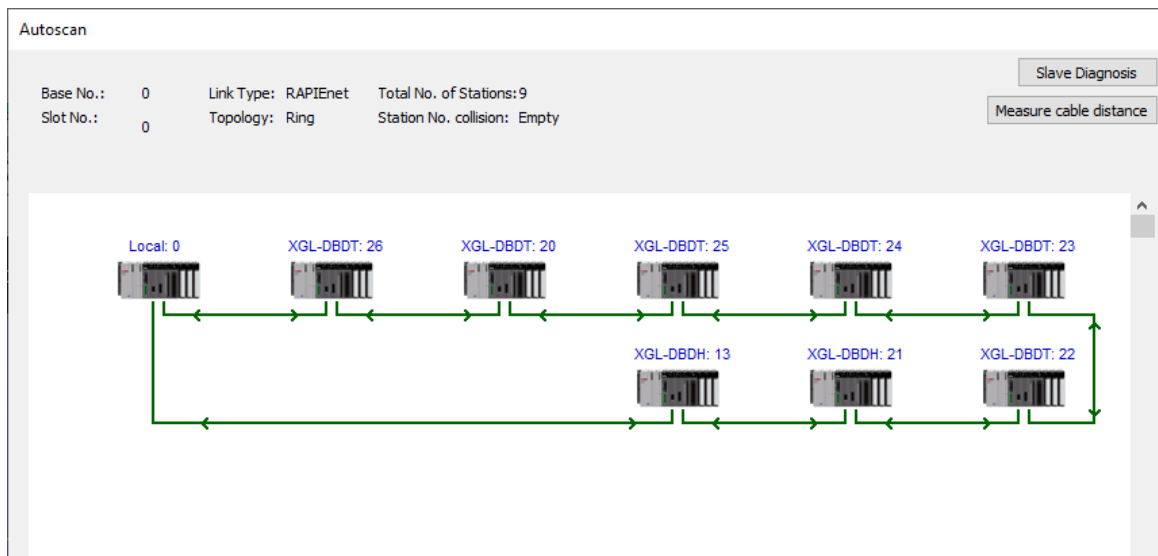 Autoscan
Slave Diagnosis
Base No.: 0 Link Type: RAPIEnet Total No. of Stations: 9
Measure cable distance
Slot No.: 0 Topology: Ring Station No. collision: Empty
Local: 0 XGL-DBDT: 26 XGL-DBDT: 20 XGL-DBDT: 25 XGL-DBDT: 24 XGL-DBDT: 23
XGL-DBDH: 13 XGL-DBDH: 21 XGL-DBDT: 22